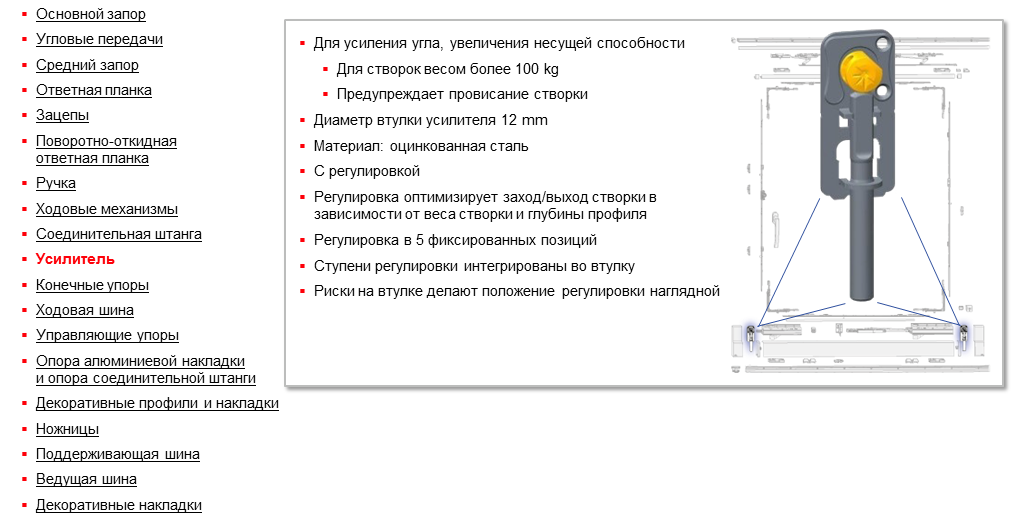 Основной запор
Угловые передачи
Средний запор
Ответная планка
Зацепы
Поворотно-откидная
ответная планка
Ручка
Ходовые механизмы
Соединительная штанга
Усилитель
Конечные упоры
Ходовая шина
Управляющие упоры
Опора алюминиевой накладки
и опора соединительной штанги
Декоративные профили и накладки
Ножницы
Поддерживающая шина
Ведущая шина
Декоративные накладки
Для усиления угла, увеличения несущей способности
Для створок весом более 100 kg
Предупреждает провисание створки
Диаметр втулки усилителя 12 mm
Материал: оцинкованная сталь
С регулировкой
Регулировка оптимизирует заход/выход створки в
зависимости от веса створки и глубины профиля
Регулировка в 5 фиксированных позиций
Ступени регулировки интегрированы во втулку
Риски на втулке делают положение регулировки наглядной